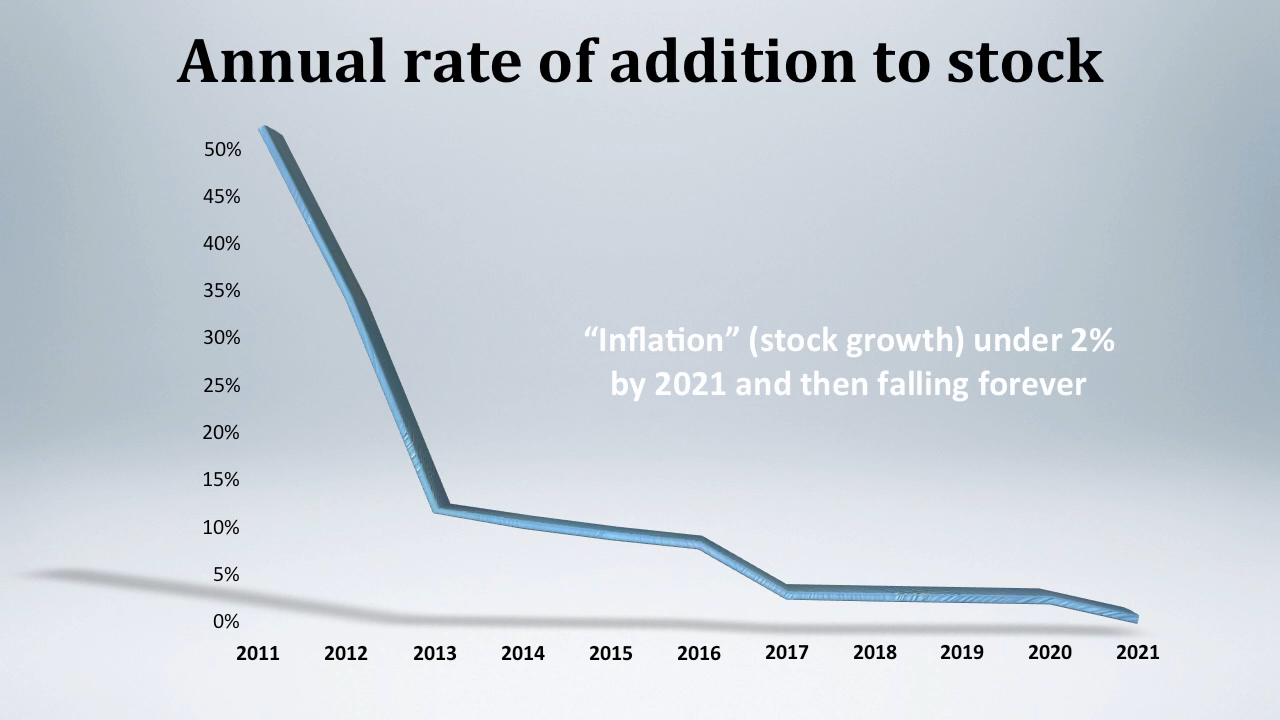 Annual rate of addition to stock
50%
45%
40%
35%
30%
25%
20%
15%
10%
5%
0%
“Inflation” (stock growth) under 2%
by 2021 and then falling forever
2011 2012 2013 2014 2015 2016 2017 2018 2019 2020 2021